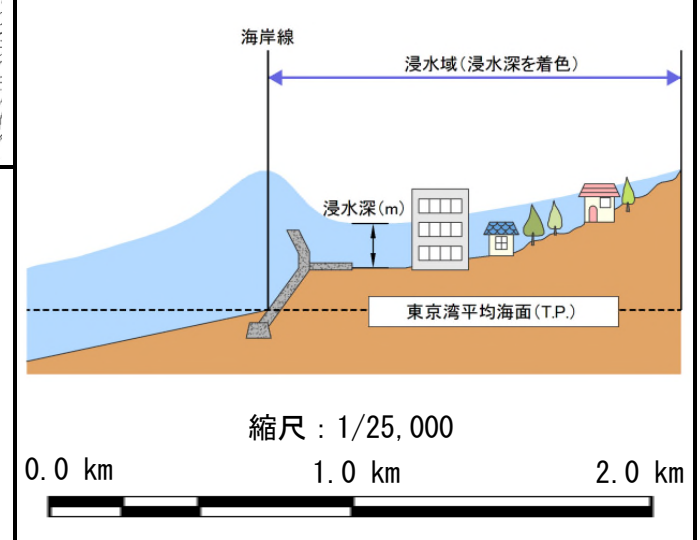 海岸線
浸水域(浸水深を着色)
浸水深(m)
東京湾平均海面(T.P.)
縮尺：1/25,000
0.0 km 1.0 km 2.0 km